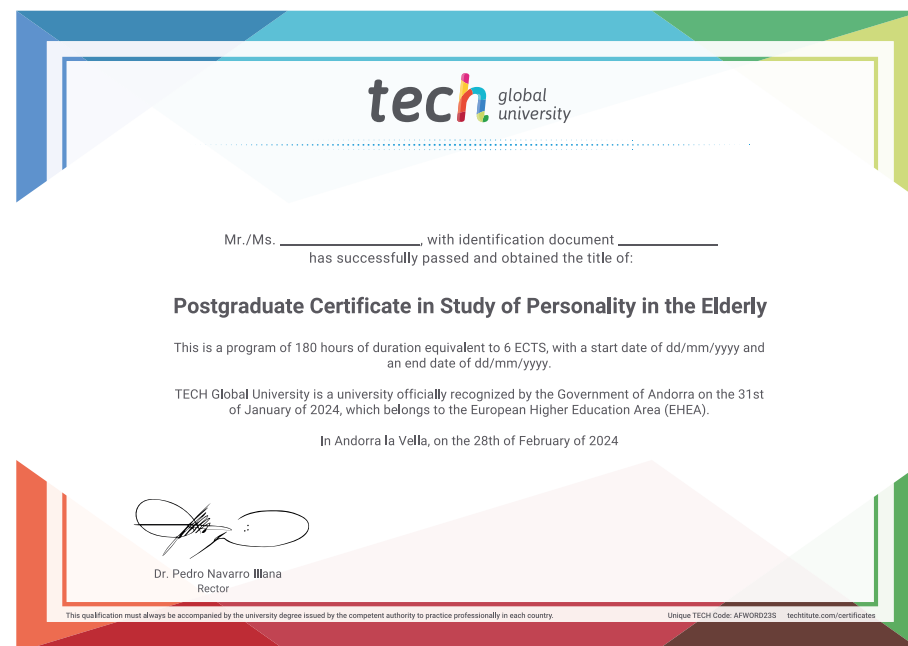 tech global
university
Mr./Ms. ____________, with identification document ____________
has successfully passed and obtained the title of:
Postgraduate Certificate in Study of Personality in the Elderly
This is a program of 180 hours of duration equivalent to 6 ECTS, with a start date of dd/mm/yyyy and
an end date of dd/mm/yyyy.
TECH Global University is a university officially recognized by the Government of Andorra on the 31st
of January of 2024, which belongs to the European Higher Education Area (EHEA).
In Andorra la Vella, on the 28th of February of 2024
Dr. Pedro Navarro Illana
Rector
This qualification must always be accompanied by the university degree issued by the competent authority to practice professionally in each country.
Unique TECH Code: AFWORD23S techtitute.com/certificates